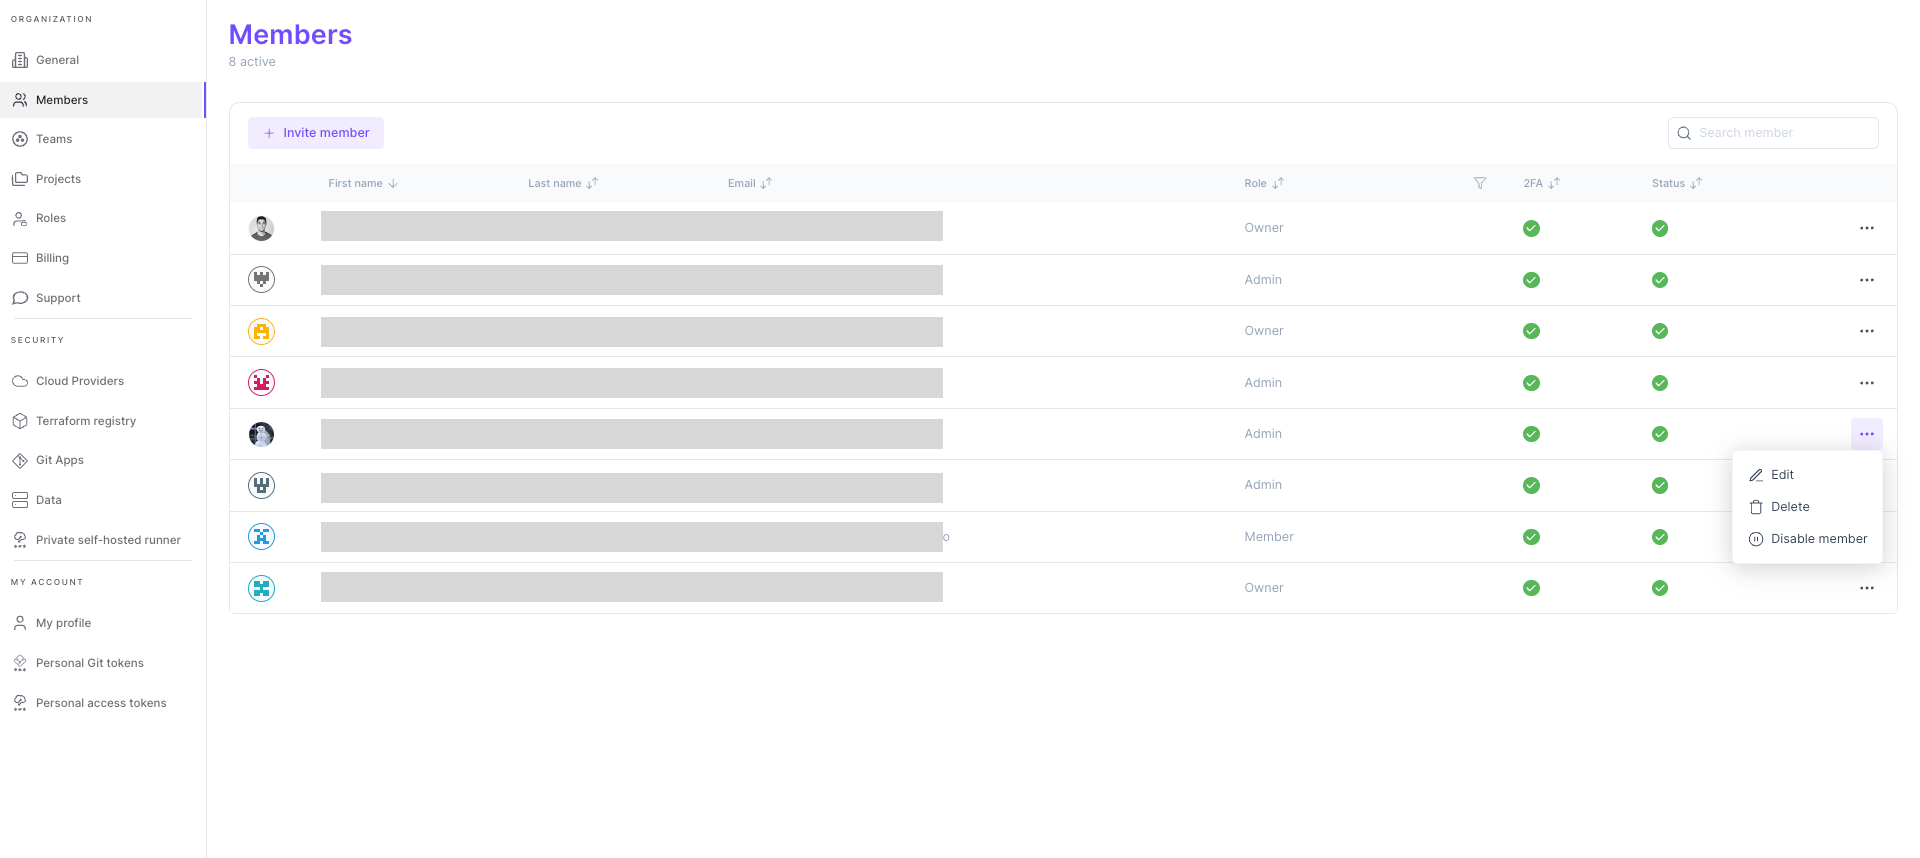 ORGANIZATION
General
Members
Teams
Projects
Roles
Billing
Support
SECURITY
Cloud Providers
Terraform registry
Git Apps
Data
Private self-hosted runner
MY ACCOUNT
My profile
Personal Git tokens
Personal access tokens
Members
8 active
Invite member
Search member
First name Last name Email Role 2FA Status
Owner
Admin
Owner
Admin
Admin
Admin
o Member
Owner
Edit
Delete
Disable member